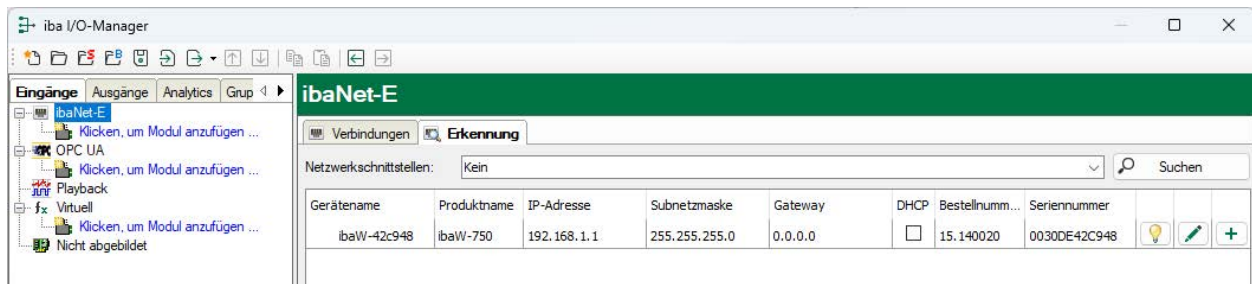 iba I/O-Manager
Eingänge Ausgänge Analytics Grup
ibaNet-E
Klicken, um Modul anzufügen ...
OPC UA
Klicken, um Modul anzufügen ...
Playback
Virtuell
Klicken, um Modul anzufügen ...
Nicht abgebildet
ibaNet-E
Verbindungen Erkennung
Netzwerkschnittstellen: Kein Suchen
Gerätename Produktname IP-Adresse Subnetzmaske Gateway DHCP Bestellnumm... Seriennummer
ibaW-42c948 ibaW-750 192.168.1.1 255.255.255.0 0.0.0.0 15.140020 0030DE42C948